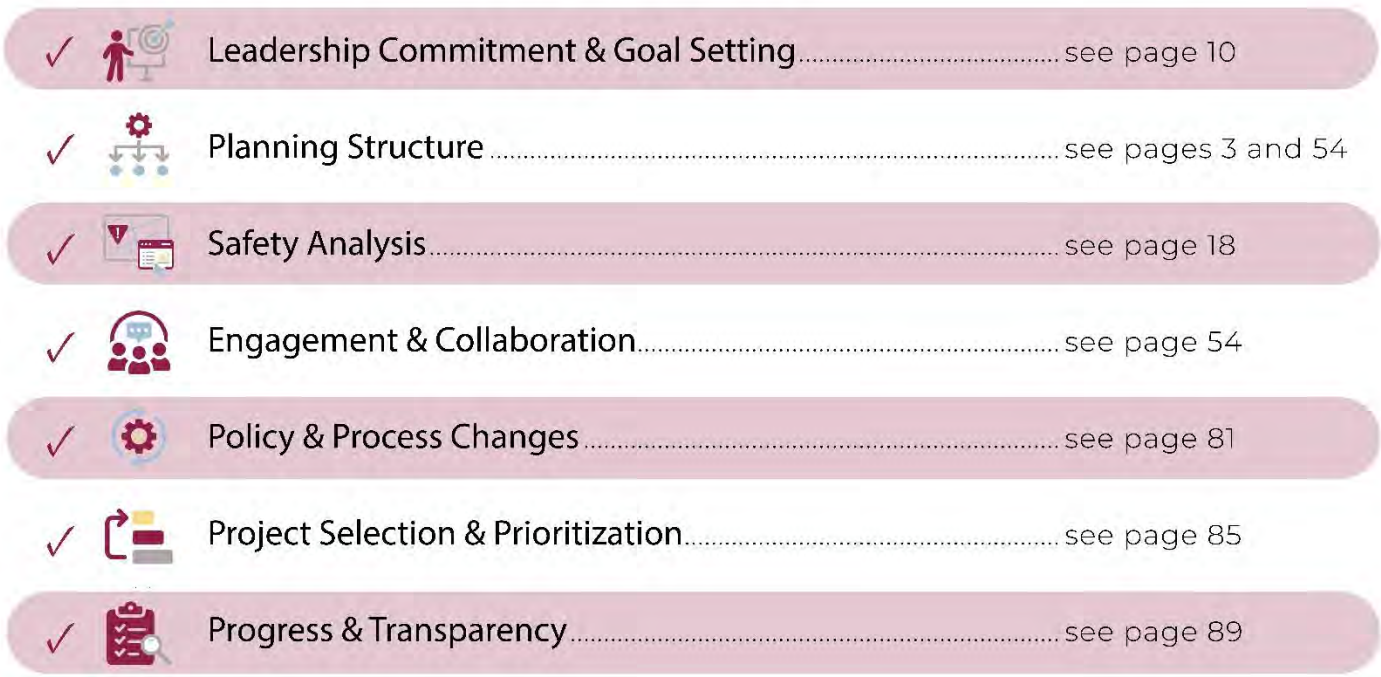 Leadership Commitment & Goal Setting see page 10
Planning Structure see pages 3 and 54
Safety Analysis see page 18
Engagement & Collaboration see page 54
Policy & Process Changes see page 81
Project Selection & Prioritization see page 85
Progress & Transparency see page 89